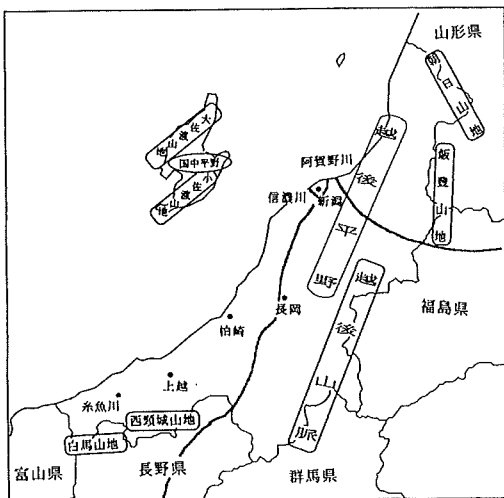 山形県
朝日山地
大佐渡山地
国中平野
小佐渡山地
越後平野
阿賀野川
飯豊山地
信濃川
新潟
越後山脈
長岡
福島県
柏崎
上越
糸魚川
西頸城山地
白馬山地
富山県
長野県
群馬県